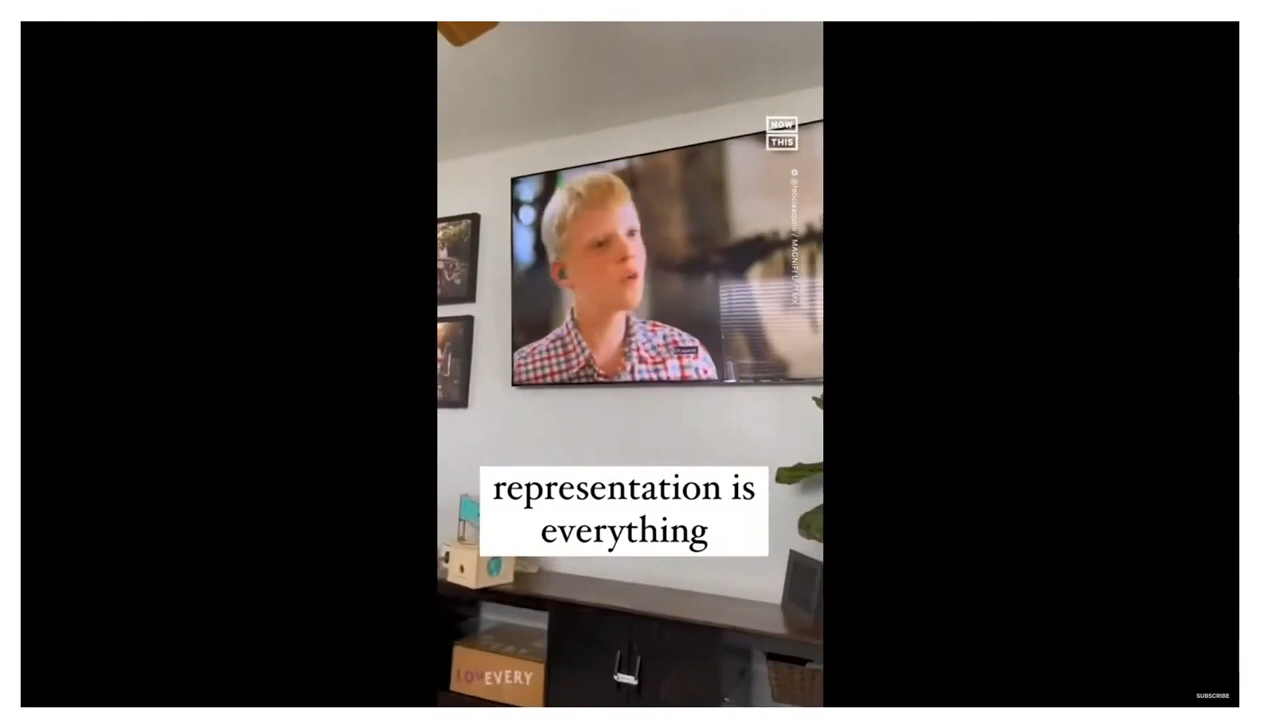 NOW
THIS
representation is
everything
LOVEVERY
SUBSCRIBE